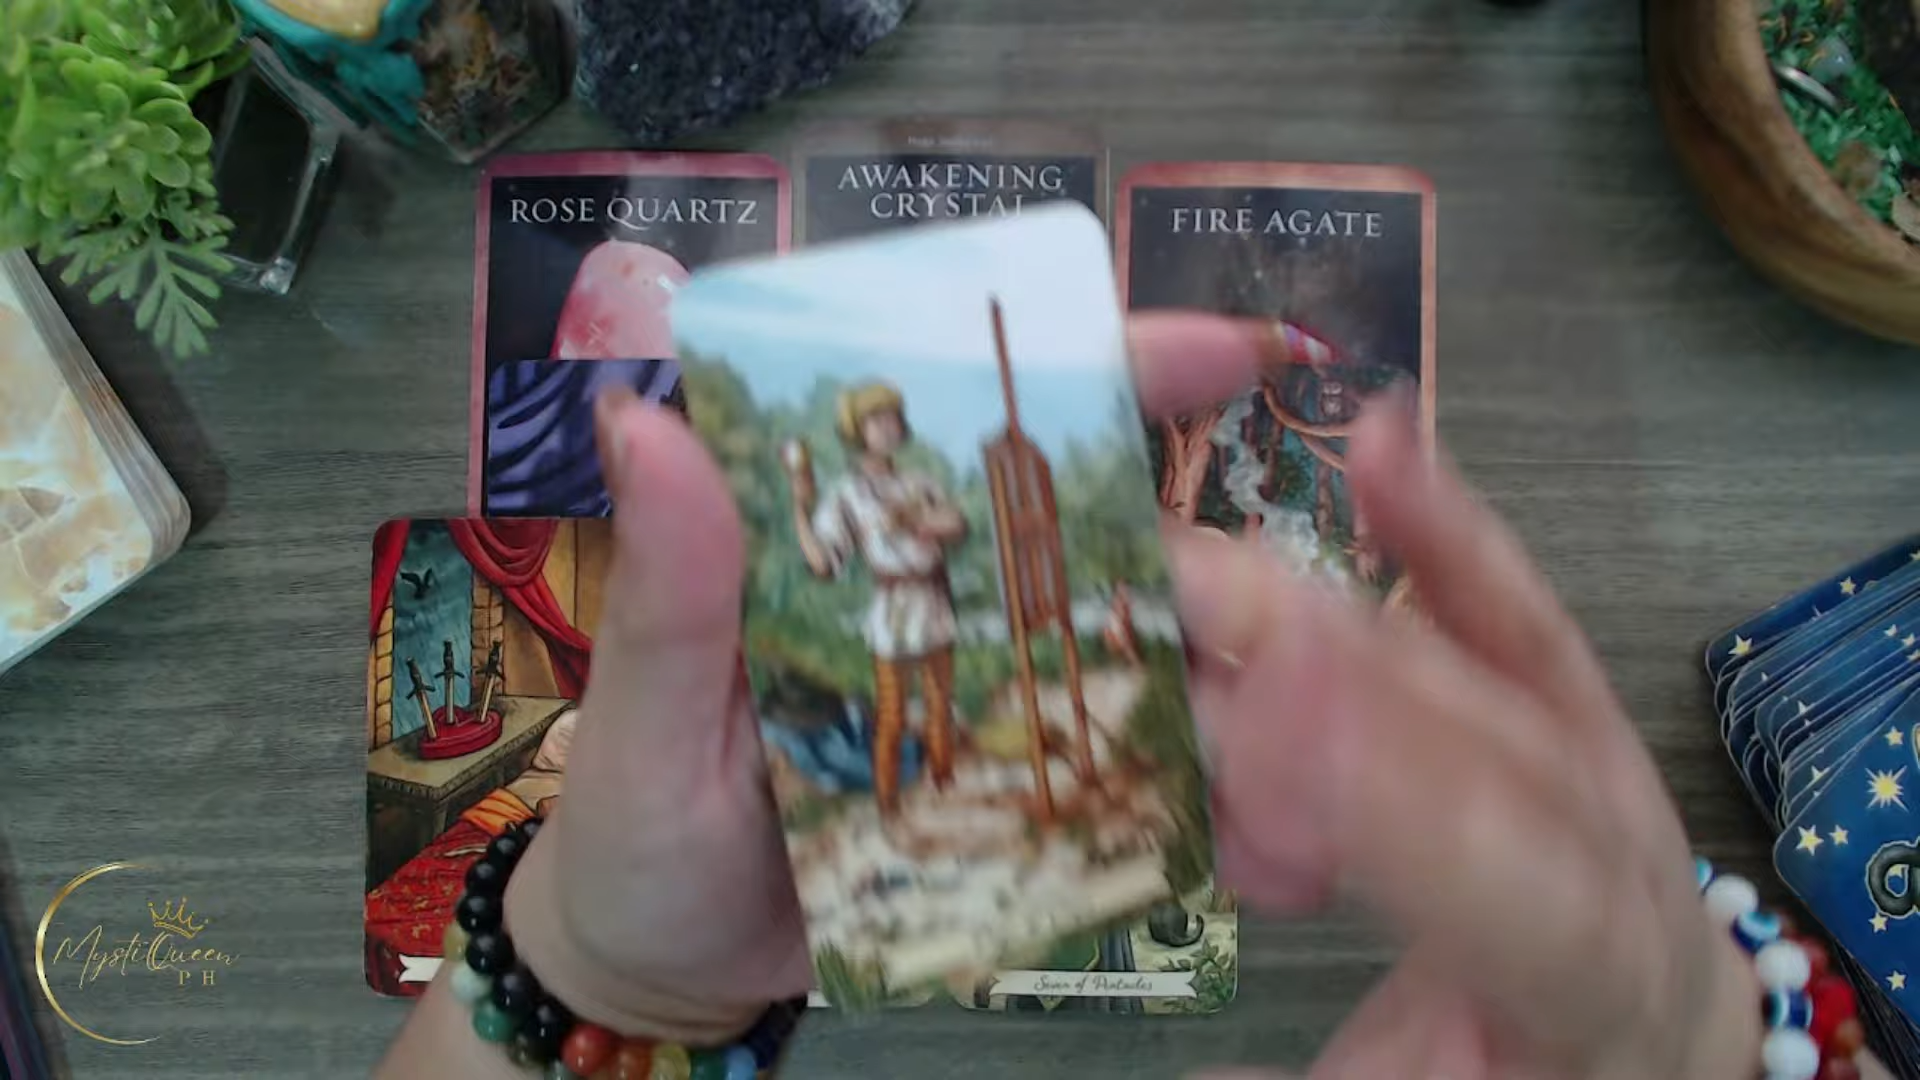 ROSE QUARTZ
AWAKENING
CRYSTAL
FIRE AGATE
Seven of Pentacles
MystiQueen
PH